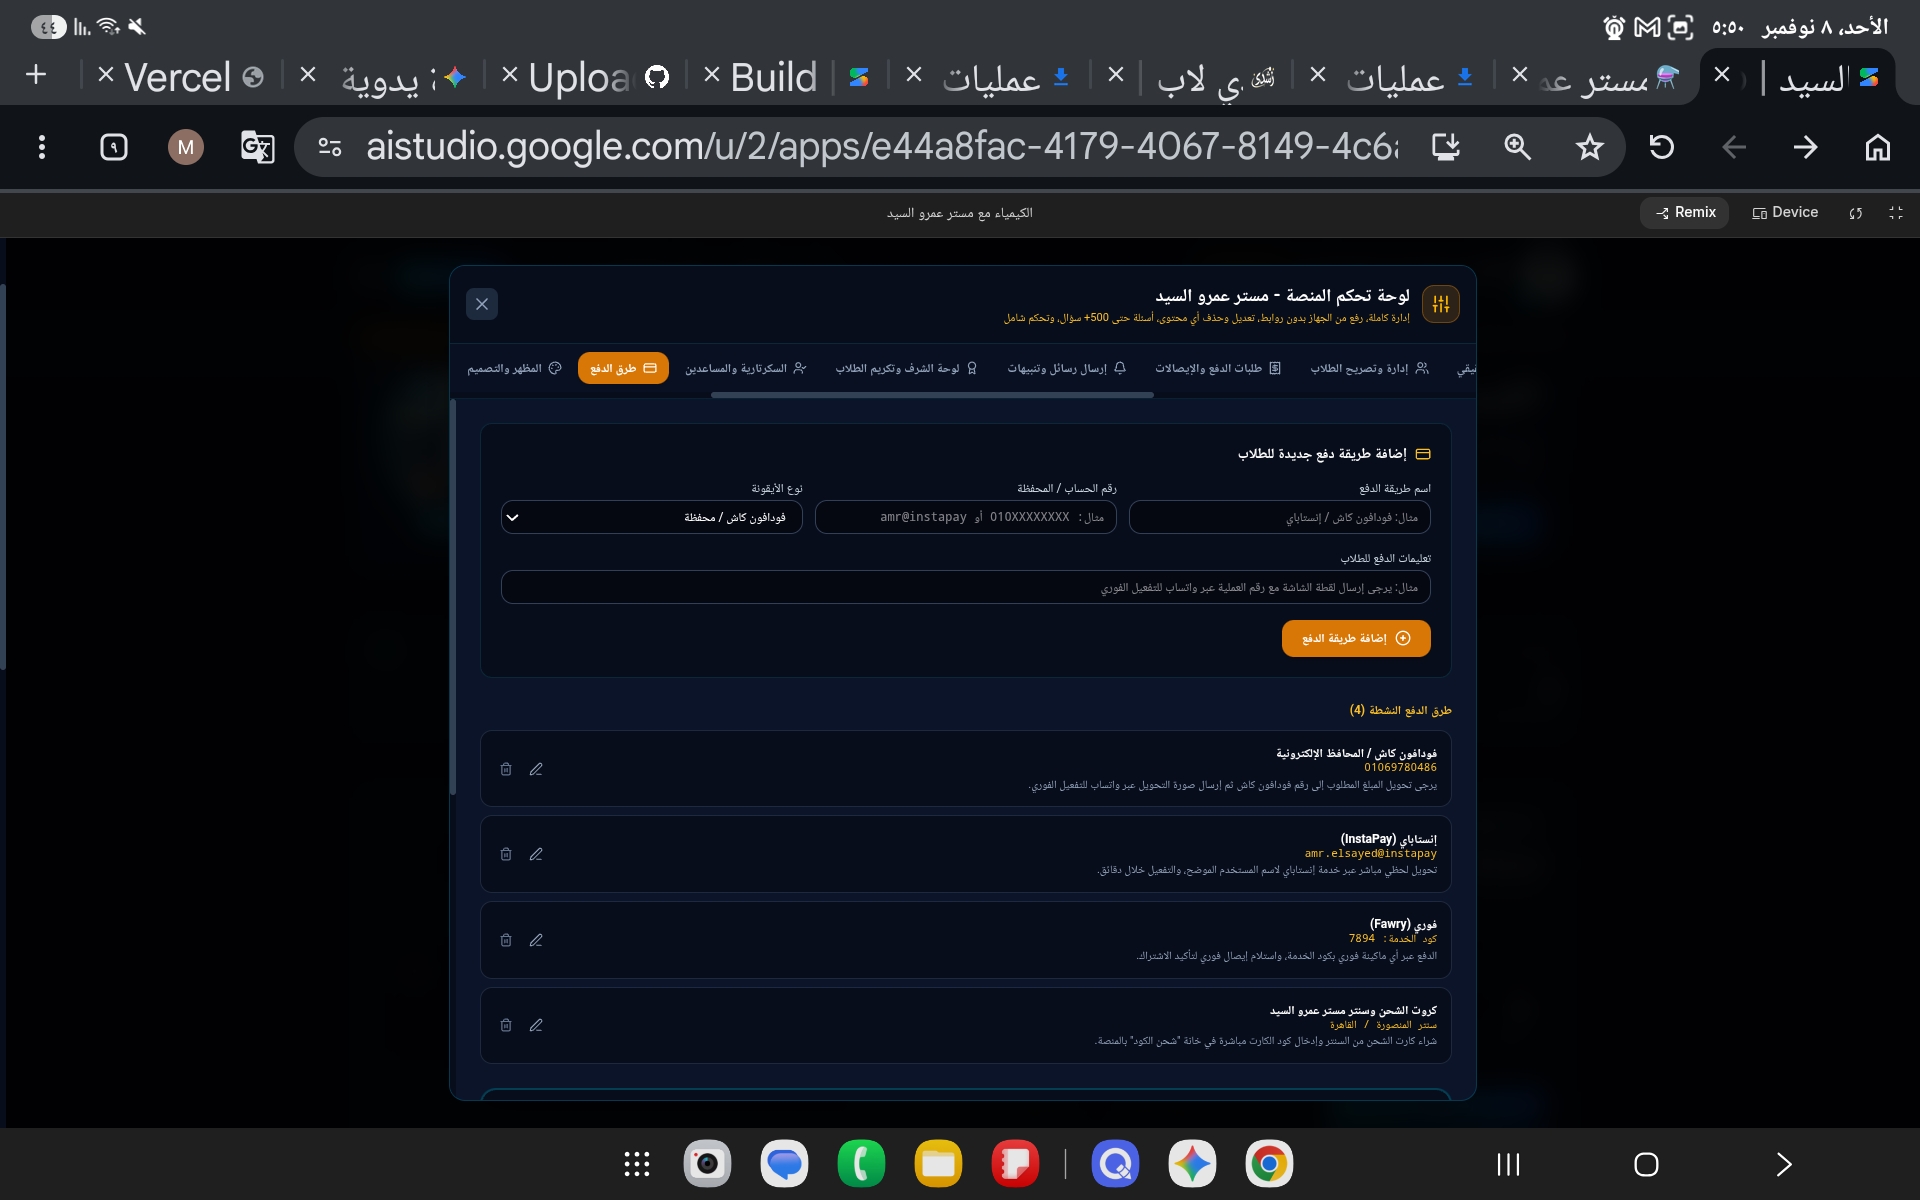 الأحد، ٨ نوفمبر ٥:٥٠
٤٤
السيد
مستر عم
عمليات
ي لاب
عمليات
Build
Uploa
يدوية
Vercel
aistudio.google.com/u/2/apps/e44a8fac-4179-4067-8149-4c6
M
٩
الكيمياء مع مستر عمرو السيد
Remix
Device
لوحة تحكم المنصة - مستر عمرو السيد
إدارة كاملة، رفع من الجهاز بدون روابط، تعديل وحذف أي محتوى، أسئلة حتى 500+ سؤال، وتحكم شامل
إدارة وتصريح الطلاب
طلبات الدفع والإيصالات
إرسال رسائل وتنبيهات
لوحة الشرف وتكريم الطلاب
السكرتارية والمساعدين
طرق الدفع
المظهر والتصميم
إضافة طريقة دفع جديدة للطلاب
اسم طريقة الدفع
رقم الحساب / المحفظة
نوع الأيقونة
مثال: فودافون كاش / إنستاباي
مثال: 010XXXXXXXX أو amr@instapay
فودافون كاش / محفظة
تعليمات الدفع للطلاب
مثال: يرجى إرسال لقطة الشاشة مع رقم العملية عبر واتساب للتفعيل الفوري
إضافة طريقة الدفع
طرق الدفع النشطة (4)
فودافون كاش / المحافظ الإلكترونية
01069780486
يرجى تحويل المبلغ المطلوب إلى رقم فودافون كاش ثم إرسال صورة التحويل عبر واتساب للتفعيل الفوري.
إنستاباي (InstaPay)
amr.elsayed@instapay
تحويل لحظي مباشر عبر خدمة إنستاباي لاسم المستخدم الموضح، والتفعيل خلال دقائق.
فوري (Fawry)
كود الخدمة: 7894
الدفع عبر أي ماكينة فوري بكود الخدمة، واستلام إيصال فوري لتأكيد الاشتراك.
كروت الشحن وسنتر مستر عمرو السيد
سنتر المنصورة / القاهرة
شراء كارت الشحن من السنتر وإدخال كود الكارت مباشرة في خانة "شحن الكود" بالمنصة.